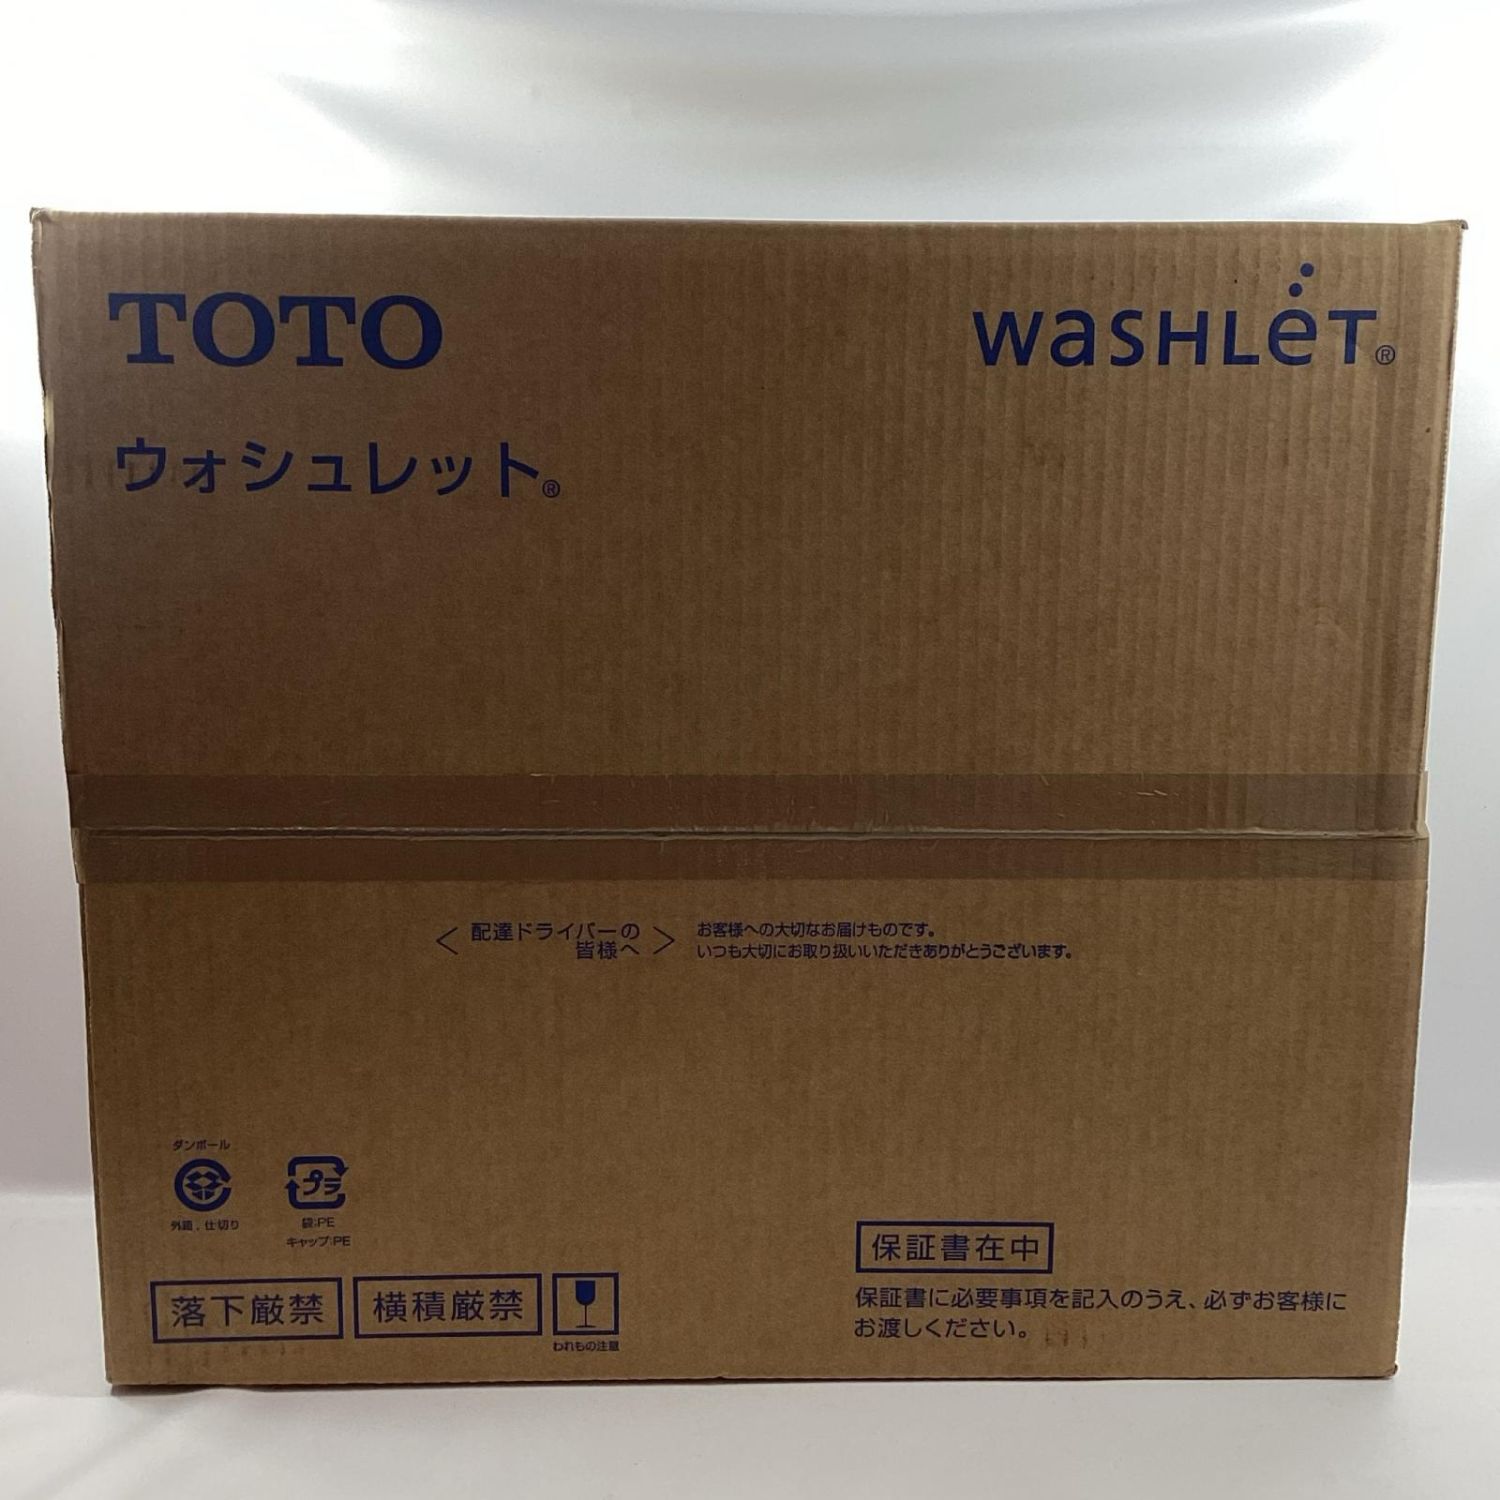 TOTO
WASHLET®
ウォシュレット®
＜配達ドライバーの
皆様へ＞
お客様への大切なお届けものです。
いつも大切にお取り扱いいただきありがとうございます。
ダンボール
外箱．仕切り
プラ
袋:PE
キャップ:PE
落下厳禁
横積厳禁
われもの注意
保証書在中
保証書に必要事項を記入のうえ、必ずお客様に
お渡しください。